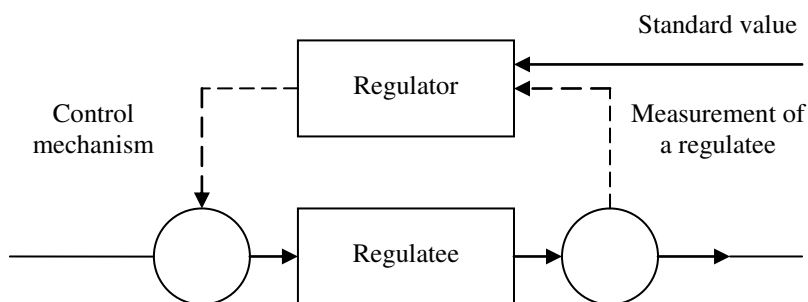 Standard value
Regulator
Control
mechanism
Measurement of
a regulatee
Regulatee